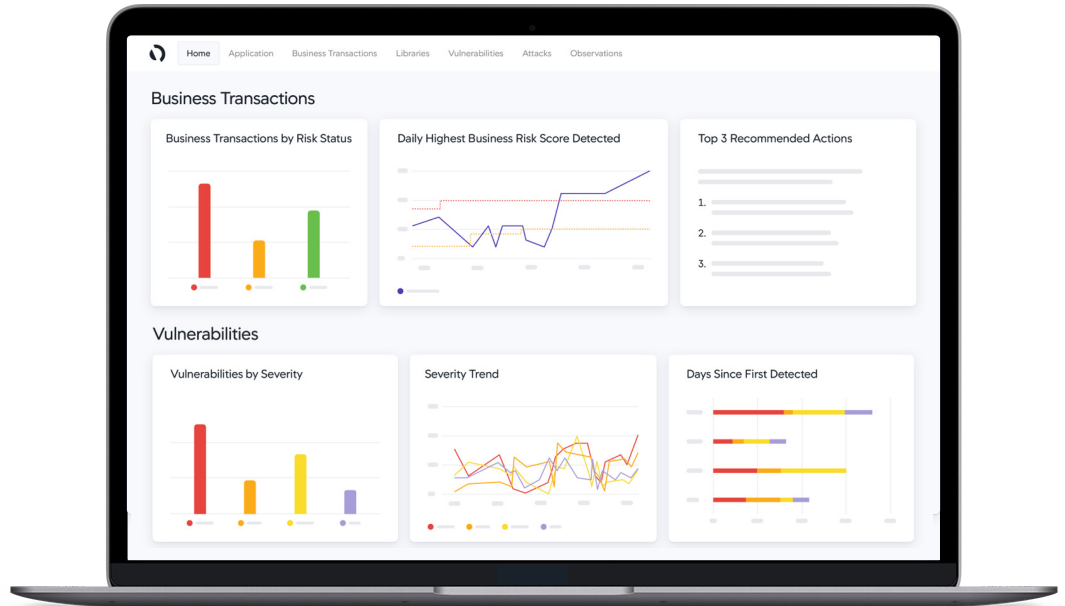 Home Application Business Transactions Libraries Vulnerabilities Attacks Observations
Business Transactions
Business Transactions by Risk Status
Daily Highest Business Risk Score Detected
Top 3 Recommended Actions
1.
2.
3.
Vulnerabilities
Vulnerabilities by Severity
Severity Trend
Days Since First Detected